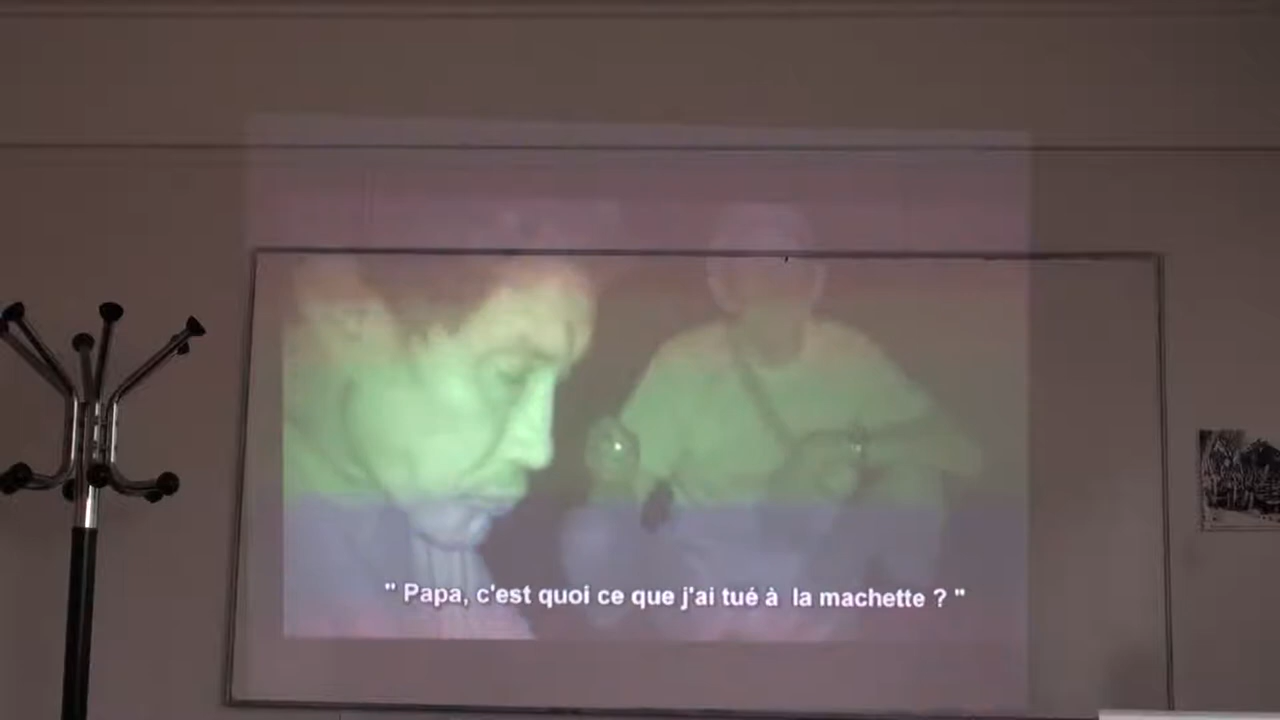 " Papa, c'est quoi ce que j'ai tué à la machette ? "